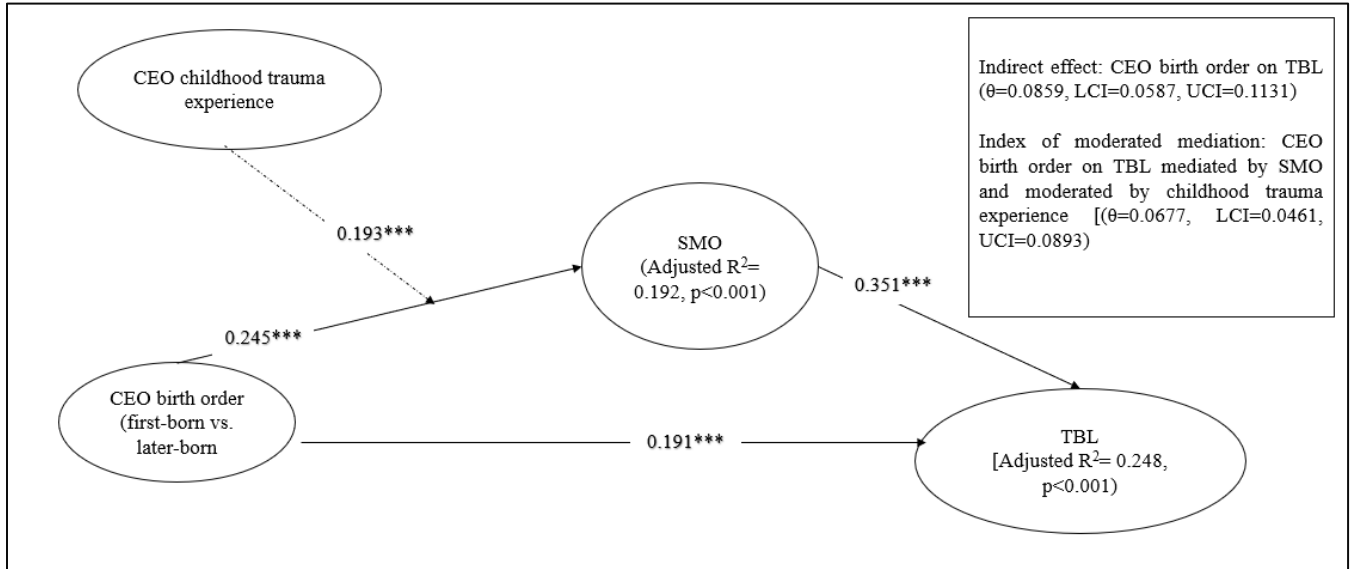 CEO childhood trauma
experience
Indirect effect: CEO birth order on TBL
(θ=0.0859, LCI=0.0587, UCI=0.1131)
Index of moderated mediation: CEO
birth order on TBL mediated by SMO
and moderated by childhood trauma
experience [(θ=0.0677, LCI=0.0461,
UCI=0.0893)
0.193***
SMO
(Adjusted R²=
0.192, p<0.001)
0.351***
0.245***
CEO birth order
(first-born vs.
later-born
0.191***
TBL
[Adjusted R²= 0.248,
p<0.001)